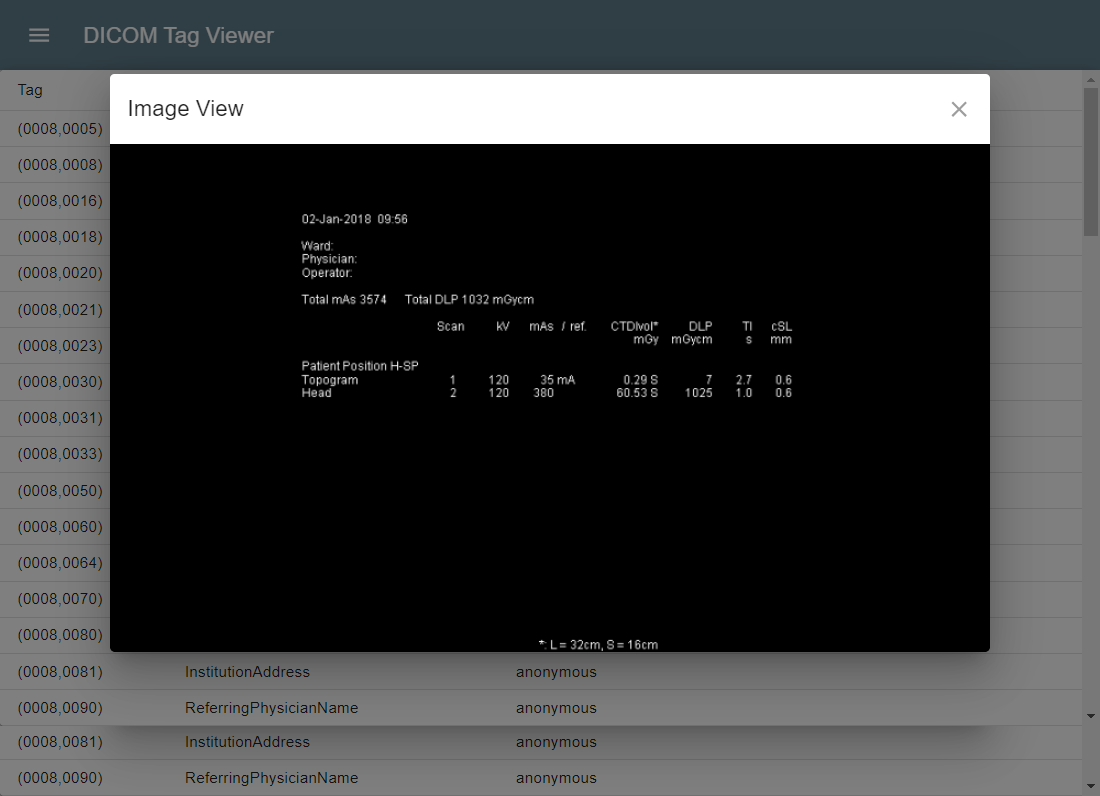 DICOM Tag Viewer
Tag
Image View
(0008,0005)
(0008,0008)
(0008,0016)
(0008,0018)
(0008,0020)
(0008,0021)
(0008,0023)
(0008,0030)
(0008,0031)
(0008,0033)
(0008,0050)
(0008,0060)
(0008,0064)
(0008,0070)
(0008,0080)
02-Jan-2018 09:56
Ward:
Physician:
Operator:
Total mAs 3574 Total DLP 1032 mGycm
Scan kV mAs / ref. CTDIvol* DLP TI cSL
mGy mGycm s mm
Patient Position H-SP
Topogram 1 120 35 mA 0.29 S 7 2.7 0.6
Head 2 120 380 60.53 S 1025 1.0 0.6
*: L = 32cm, S = 16cm
(0008,0081) InstitutionAddress anonymous
(0008,0090) ReferringPhysicianName anonymous
(0008,0081) InstitutionAddress anonymous
(0008,0090) ReferringPhysicianName anonymous